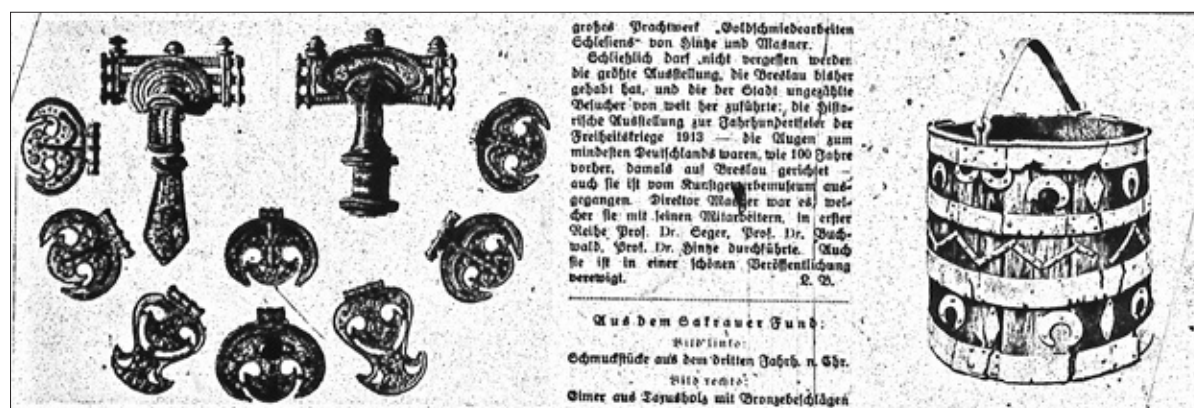 großes Prachtwerk „Goldschmiedearbeiten
Schlesiens“ von Hintze und Masner.
Schließlich darf nicht vergessen werden
die größte Ausstellung, die Breslau bisher
gehabt hat, und die der Stadt ungezählte
Besucher von weit her zuführte: die Histo-
rische Ausstellung zur Jahrhundertfeier der
Freiheitskriege 1913 — die Augen zum
mindesten Deutschlands waren, wie 100 Jahre
vorher, damals auf Breslau gerichtet —
auch sie ist vom Kunstgewerbemuseum aus-
gegangen. Direktor Masner war es, wel-
cher sie mit seinen Mitarbeitern, in erster
Reihe Prof. Dr. Seger, Prof. Dr. Buch-
wald, Prof. Dr. Hintze durchführte. Auch
sie ist in einer schönen Veröffentlichung
verewigt. L. B.
Aus dem Sakrauer Fund:
Bild links:
Schmuckstücke aus dem dritten Jahrh. n. Chr.
Bild rechts:
Eimer aus Taxusholz mit Bronzebeschlägen